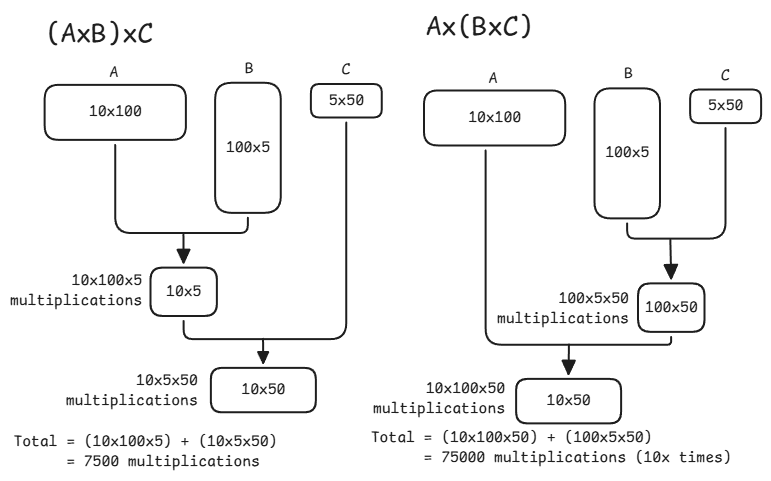 (AxB)xC
A
B
C
10x100
100x5
5x50
10x100x5
multiplications
10x5
10x5x50
multiplications
10x50
Total = (10x100x5) + (10x5x50)
= 7500 multiplications
Ax(BxC)
A
B
C
10x100
100x5
5x50
100x5x50
multiplications
100x50
10x100x50
multiplications
10x50
Total = (10x100x50) + (100x5x50)
= 75000 multiplications (10x times)